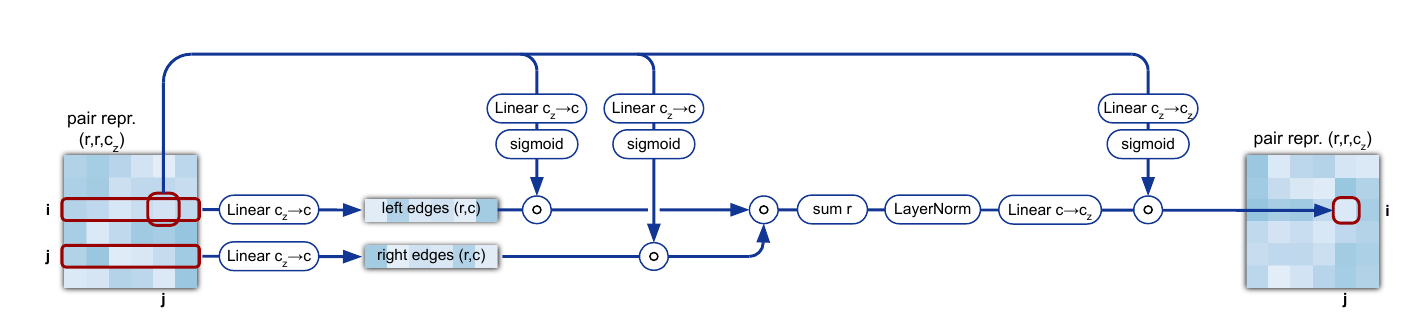 Linear c_z→c
Linear c_z→c
Linear c_z→c_z
pair repr.
(r,r,c_z)
sigmoid
sigmoid
sigmoid
pair repr. (r,r,c_z)
i
Linear c_z→c
left edges (r,c)
sum r
LayerNorm
Linear c→c_z
i
j
Linear c_z→c
right edges (r,c)
j
j